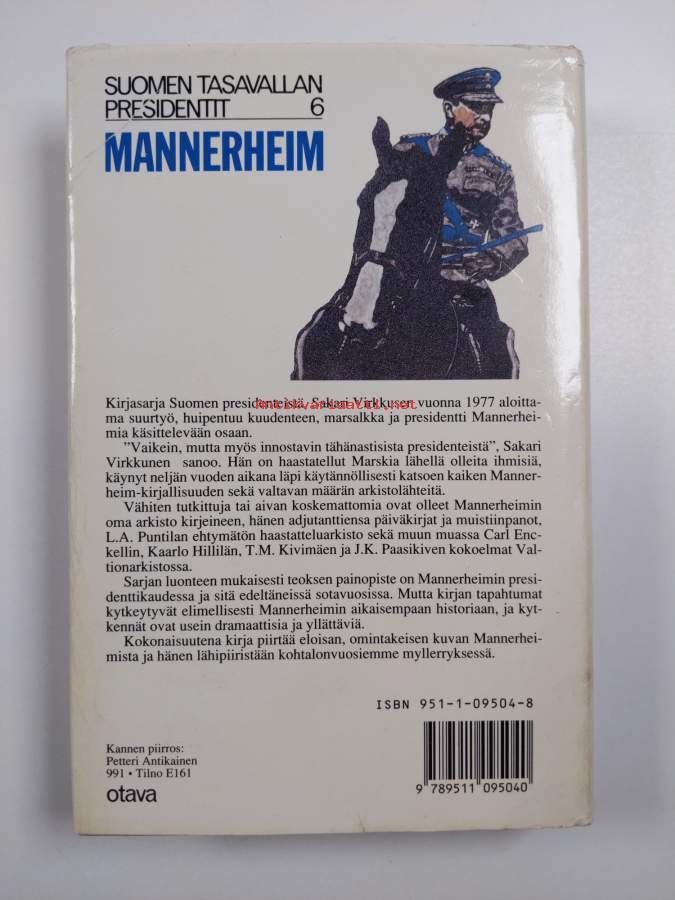 SUOMEN TASAVALLAN
PRESIDENTIT 6
MANNERHEIM
Kirjasarja Suomen presidenteistä, Sakari Virkkusen vuonna 1977 aloitta-
ma suurtyö, huipentuu kuudenteen, marsalkka ja presidentti Mannerhei-
mia käsittelevään osaan.
”Vaikein, mutta myös innostavin tähänastisista presidenteistä”, Sakari
Virkkunen sanoo. Hän on haastatellut Marskia lähellä olleita ihmisiä,
käynyt neljän vuoden aikana läpi käytännöllisesti katsoen kaiken Manner-
heim-kirjallisuuden sekä valtavan määrän arkistolähteitä.
Vähiten tutkittuja tai aivan koskemattomia ovat olleet Mannerheimin
oma arkisto kirjeineen, hänen adjutanttiensa päiväkirjat ja muistiinpanot,
L.A. Puntilan ehtymätön haastatteluarkisto sekä muun muassa Carl Enc-
kellin, Kaarlo Hillilän, T.M. Kivimäen ja J.K. Paasikiven kokoelmat Val-
tionarkistossa.
Sarjan luonteen mukaisesti teoksen painopiste on Mannerheimin presi-
denttikaudessa ja sitä edeltäneissä sotavuosissa. Mutta kirjan tapahtumat
kytkeytyvät elimellisesti Mannerheimin aikaisempaan historiaan, ja kyt-
kennät ovat usein dramaattisia ja yllättäviä.
Kokonaisuutena kirja piirtää eloisan, omintakeisen kuvan Mannerhei-
mista ja hänen lähipiiristään kohtalonvuosiemme myllerryksessä.
Antikvariaatti.net
ISBN 951-1-09504-8
Kannen piirros:
Petteri Antikainen
991 • Tilno E161
otava
9 789511 095040